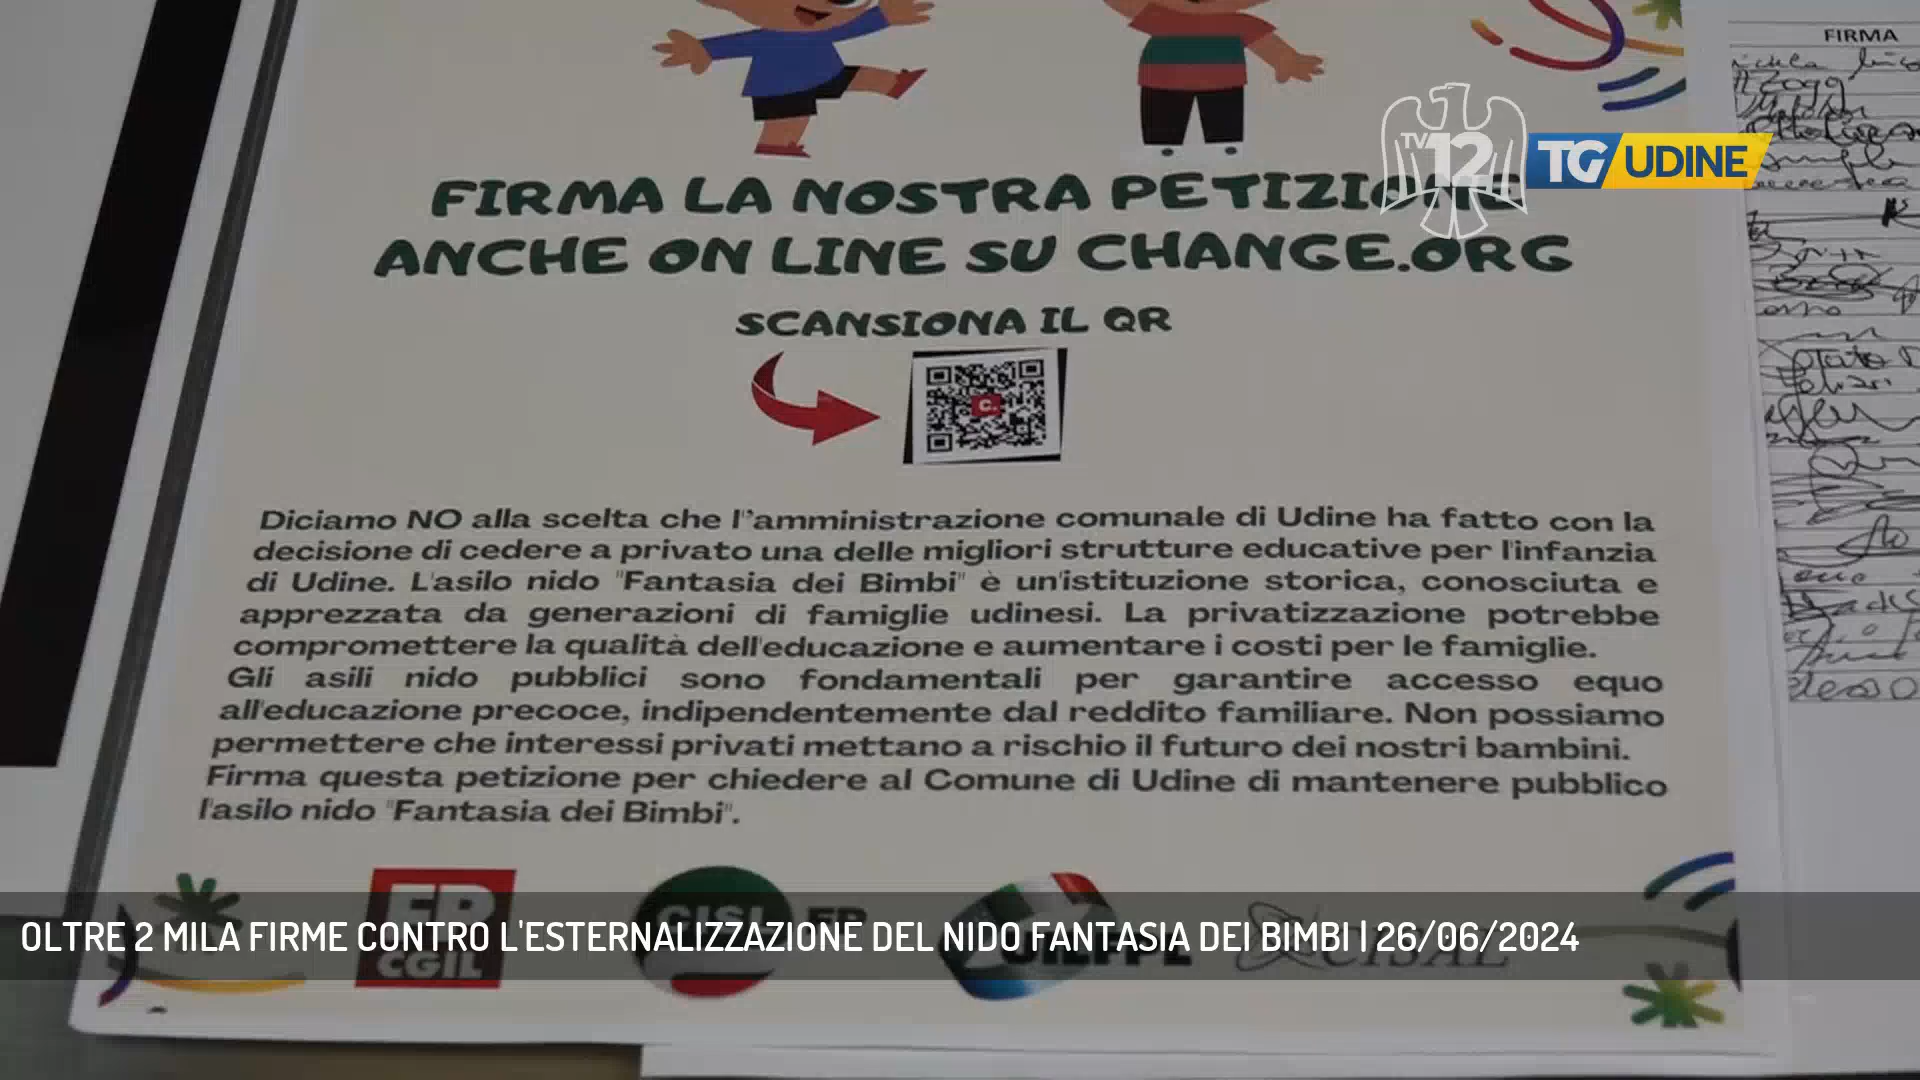 FIRMA
TV 12
TG UDINE
FIRMA LA NOSTRA PETIZIONE
ANCHE ON LINE SU CHANGE.ORG
SCANSIONA IL QR
c.
Diciamo NO alla scelta che l'’amministrazione comunale di Udine ha fatto con la
decisione di cedere a privato una delle migliori strutture educative per l'infanzia
di Udine. L'asilo nido "Fantasia dei Bimbi" è un'istituzione storica, conosciuta e
apprezzata da generazioni di famiglie udinesi. La privatizzazione potrebbe
compromettere la qualità dell'educazione e aumentare i costi per le famiglie.
Gli asili nido pubblici sono fondamentali per garantire accesso equo
all'educazione precoce, indipendentemente dal reddito familiare. Non possiamo
permettere che interessi privati mettano a rischio il futuro dei nostri bambini.
Firma questa petizione per chiedere al Comune di Udine di mantenere pubblico
l'asilo nido "Fantasia dei Bimbi".
FP CGIL
CISL FP
UILFPL
CISAL
OLTRE 2 MILA FIRME CONTRO L'ESTERNALIZZAZIONE DEL NIDO FANTASIA DEI BIMBI | 26/06/2024